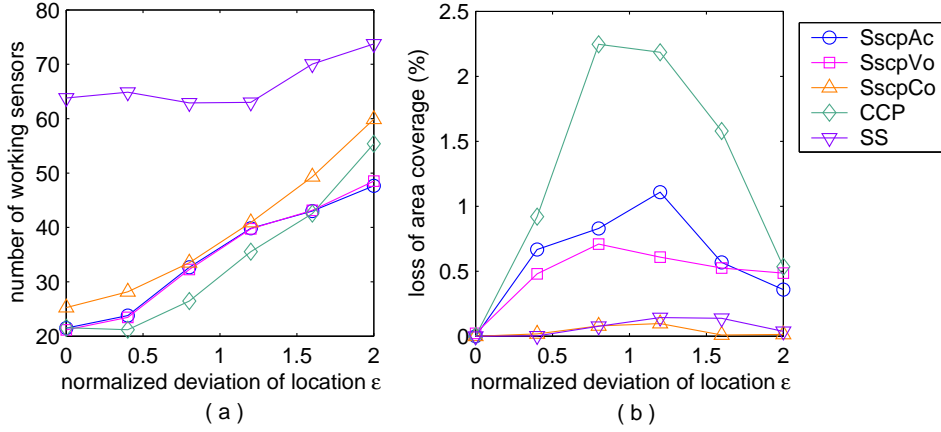 80
70
60
50
40
30
20
0
0.5
1
1.5
2
number of working sensors
normalized deviation of location ε
( a )
2.5
2
1.5
1
0.5
0
0
0.5
1
1.5
2
loss of area coverage (%)
normalized deviation of location ε
( b )
SscpAc
SscpVo
SscpCo
CCP
SS